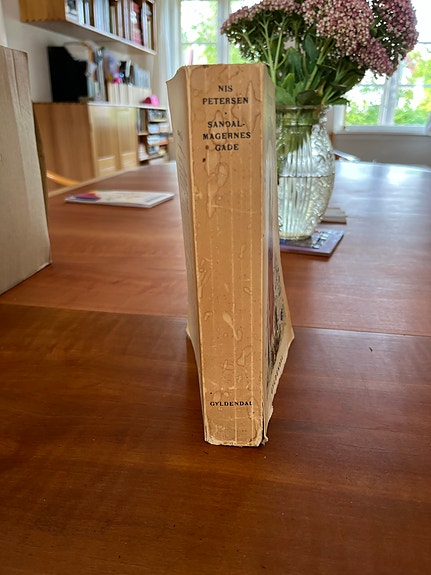 NIS
PETERSEN
SANDAL-
MAGERNES
GADE
GYLDENDAL